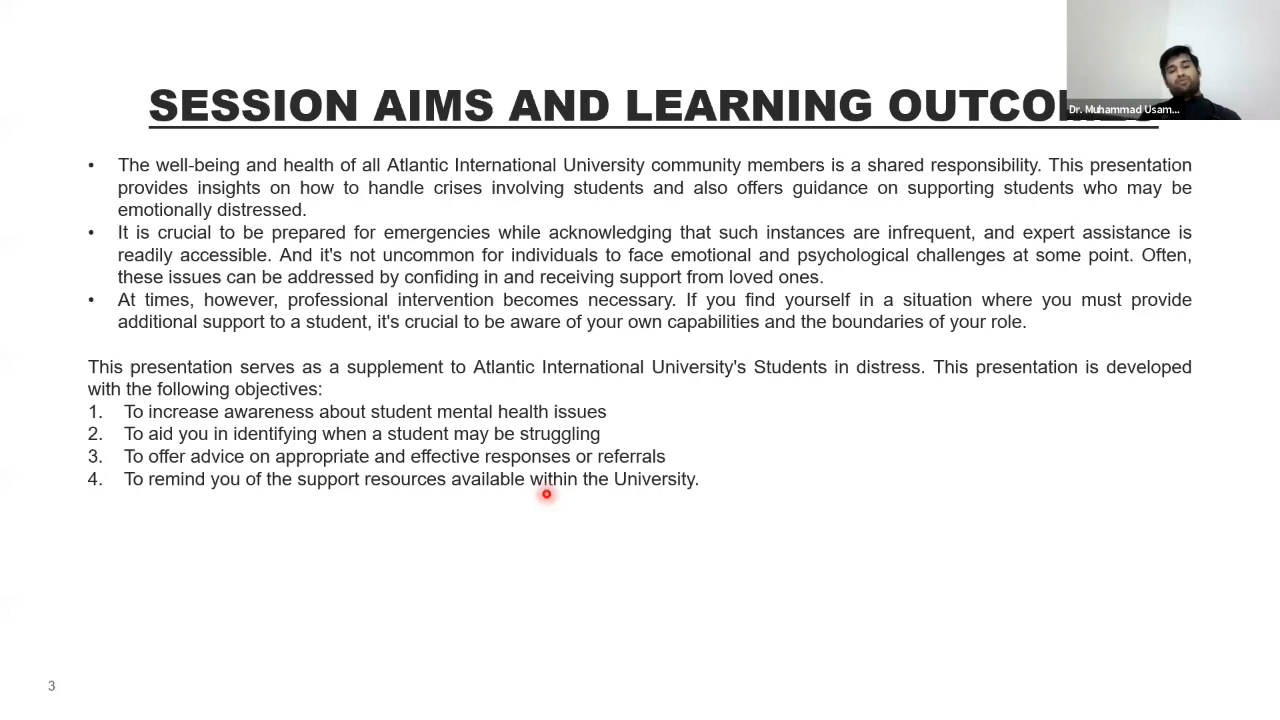 SESSION AIMS AND LEARNING OUTCO
Dr. Muhammad Usam...
• The well-being and health of all Atlantic International University community members is a shared responsibility. This presentation
provides insights on how to handle crises involving students and also offers guidance on supporting students who may be
emotionally distressed.
• It is crucial to be prepared for emergencies while acknowledging that such instances are infrequent, and expert assistance is
readily accessible. And it's not uncommon for individuals to face emotional and psychological challenges at some point. Often,
these issues can be addressed by confiding in and receiving support from loved ones.
• At times, however, professional intervention becomes necessary. If you find yourself in a situation where you must provide
additional support to a student, it's crucial to be aware of your own capabilities and the boundaries of your role.
This presentation serves as a supplement to Atlantic International University's Students in distress. This presentation is developed
with the following objectives:
1. To increase awareness about student mental health issues
2. To aid you in identifying when a student may be struggling
3. To offer advice on appropriate and effective responses or referrals
4. To remind you of the support resources available within the University.
3